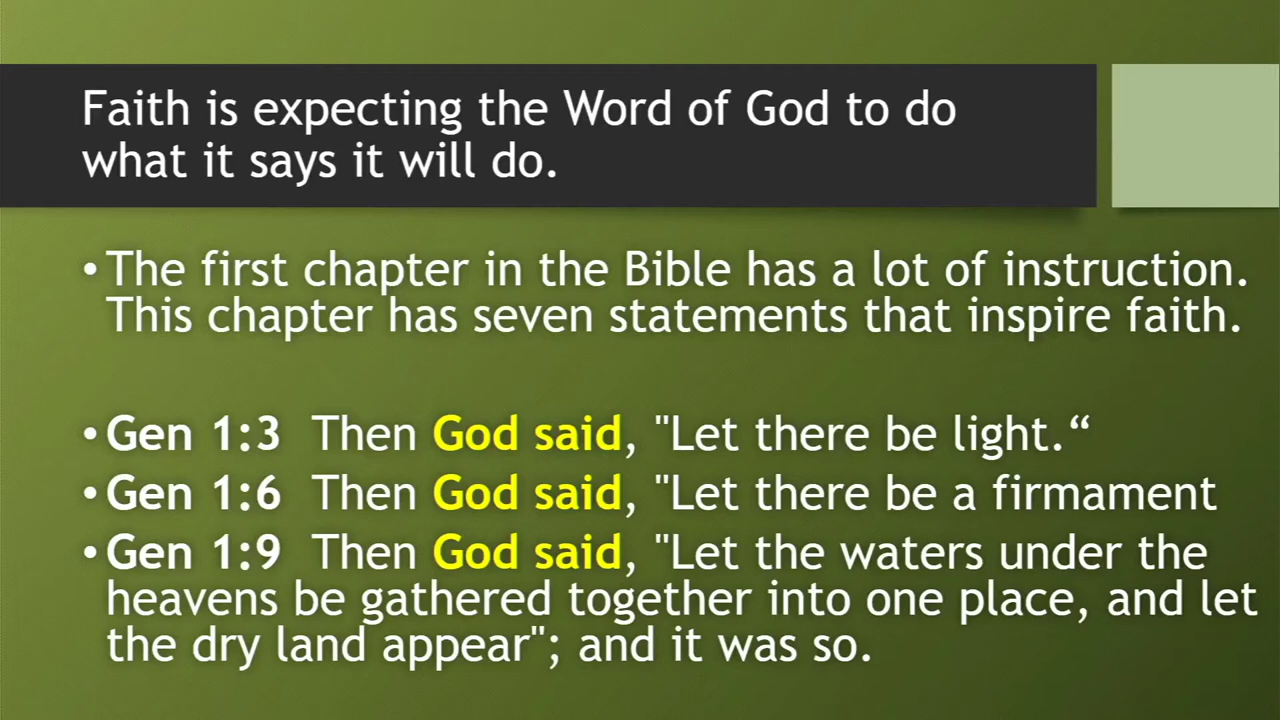 Faith is expecting the Word of God to do
what it says it will do.
• The first chapter in the Bible has a lot of instruction.
This chapter has seven statements that inspire faith.
• Gen 1:3 Then God said, "Let there be light.“
• Gen 1:6 Then God said, "Let there be a firmament
• Gen 1:9 Then God said, "Let the waters under the
heavens be gathered together into one place, and let
the dry land appear"; and it was so.